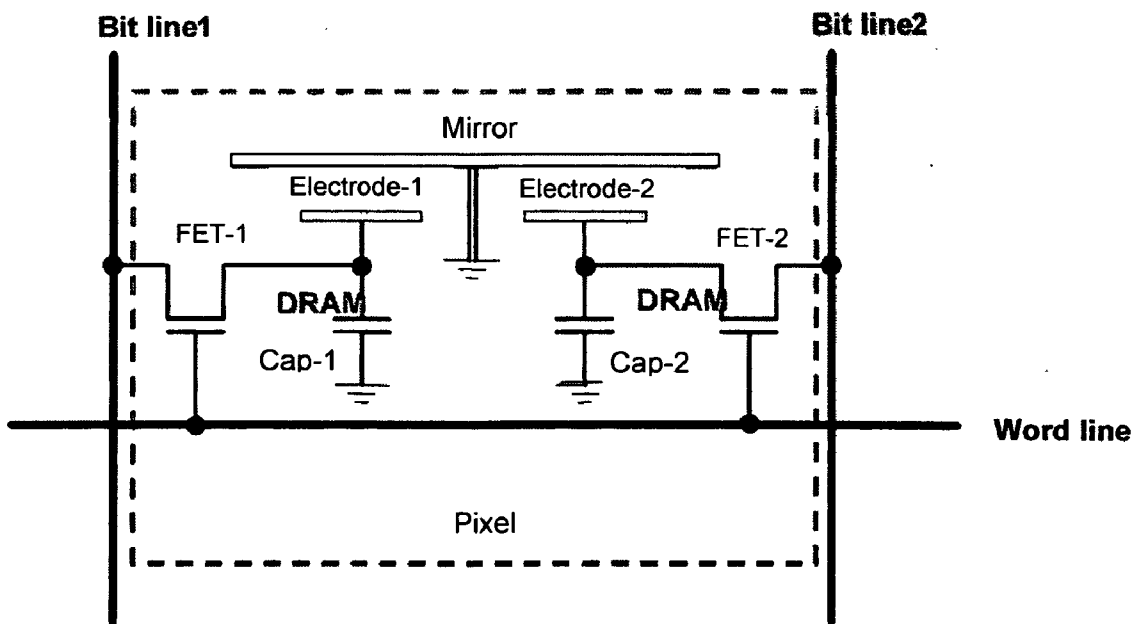 Bit line1
Bit line2
Mirror
Electrode-1
Electrode-2
FET-1
FET-2
DRAM
DRAM
Cap-1
Cap-2
Word line
Pixel